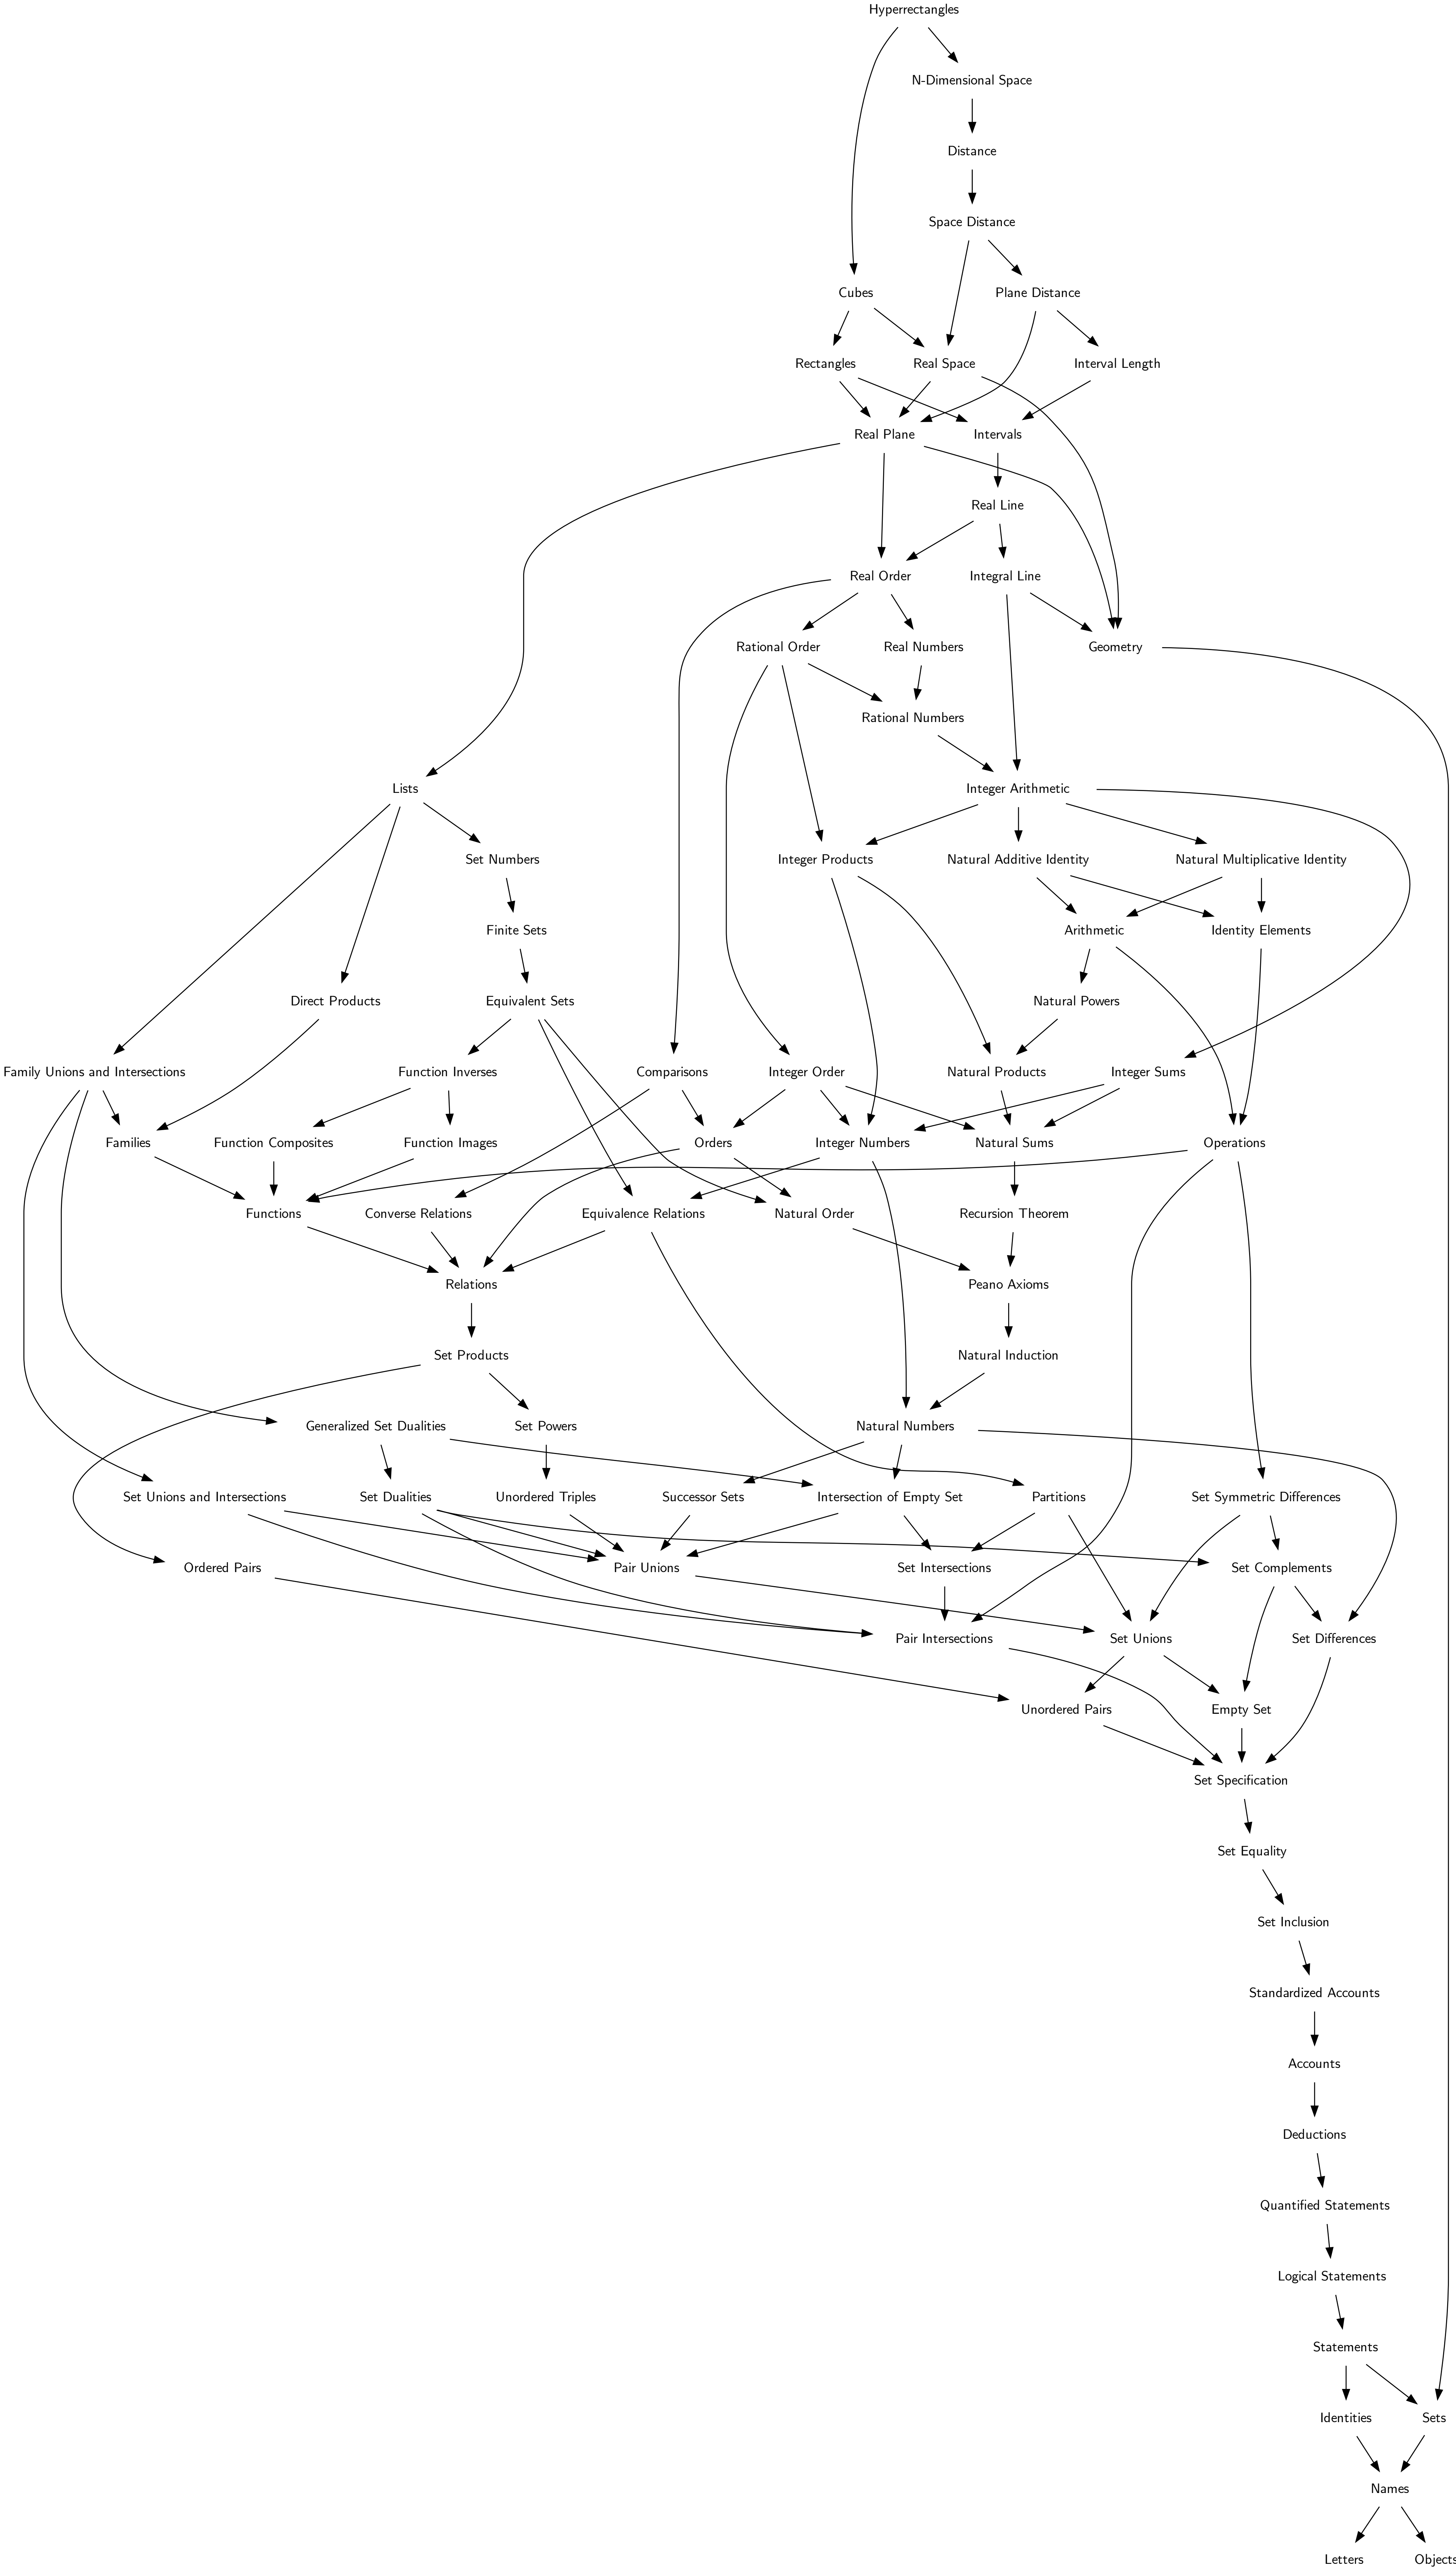 Hyperrectangles
N-Dimensional Space
Distance
Space Distance
Cubes
Plane Distance
Rectangles
Real Space
Interval Length
Real Plane
Intervals
Real Line
Real Order
Integral Line
Rational Order
Real Numbers
Geometry
Rational Numbers
Lists
Integer Arithmetic
Set Numbers
Integer Products
Natural Additive Identity
Natural Multiplicative Identity
Finite Sets
Arithmetic
Identity Elements
Direct Products
Equivalent Sets
Natural Powers
Family Unions and Intersections
Function Inverses
Comparisons
Integer Order
Natural Products
Integer Sums
Families
Function Composites
Function Images
Orders
Integer Numbers
Natural Sums
Operations
Functions
Converse Relations
Equivalence Relations
Natural Order
Recursion Theorem
Relations
Peano Axioms
Set Products
Natural Induction
Generalized Set Dualities
Set Powers
Natural Numbers
Set Unions and Intersections
Set Dualities
Unordered Triples
Successor Sets
Intersection of Empty Set
Partitions
Set Symmetric Differences
Ordered Pairs
Pair Unions
Set Intersections
Set Complements
Pair Intersections
Set Unions
Set Differences
Unordered Pairs
Empty Set
Set Specification
Set Equality
Set Inclusion
Standardized Accounts
Accounts
Deductions
Quantified Statements
Logical Statements
Statements
Identities
Sets
Names
Letters
Objects